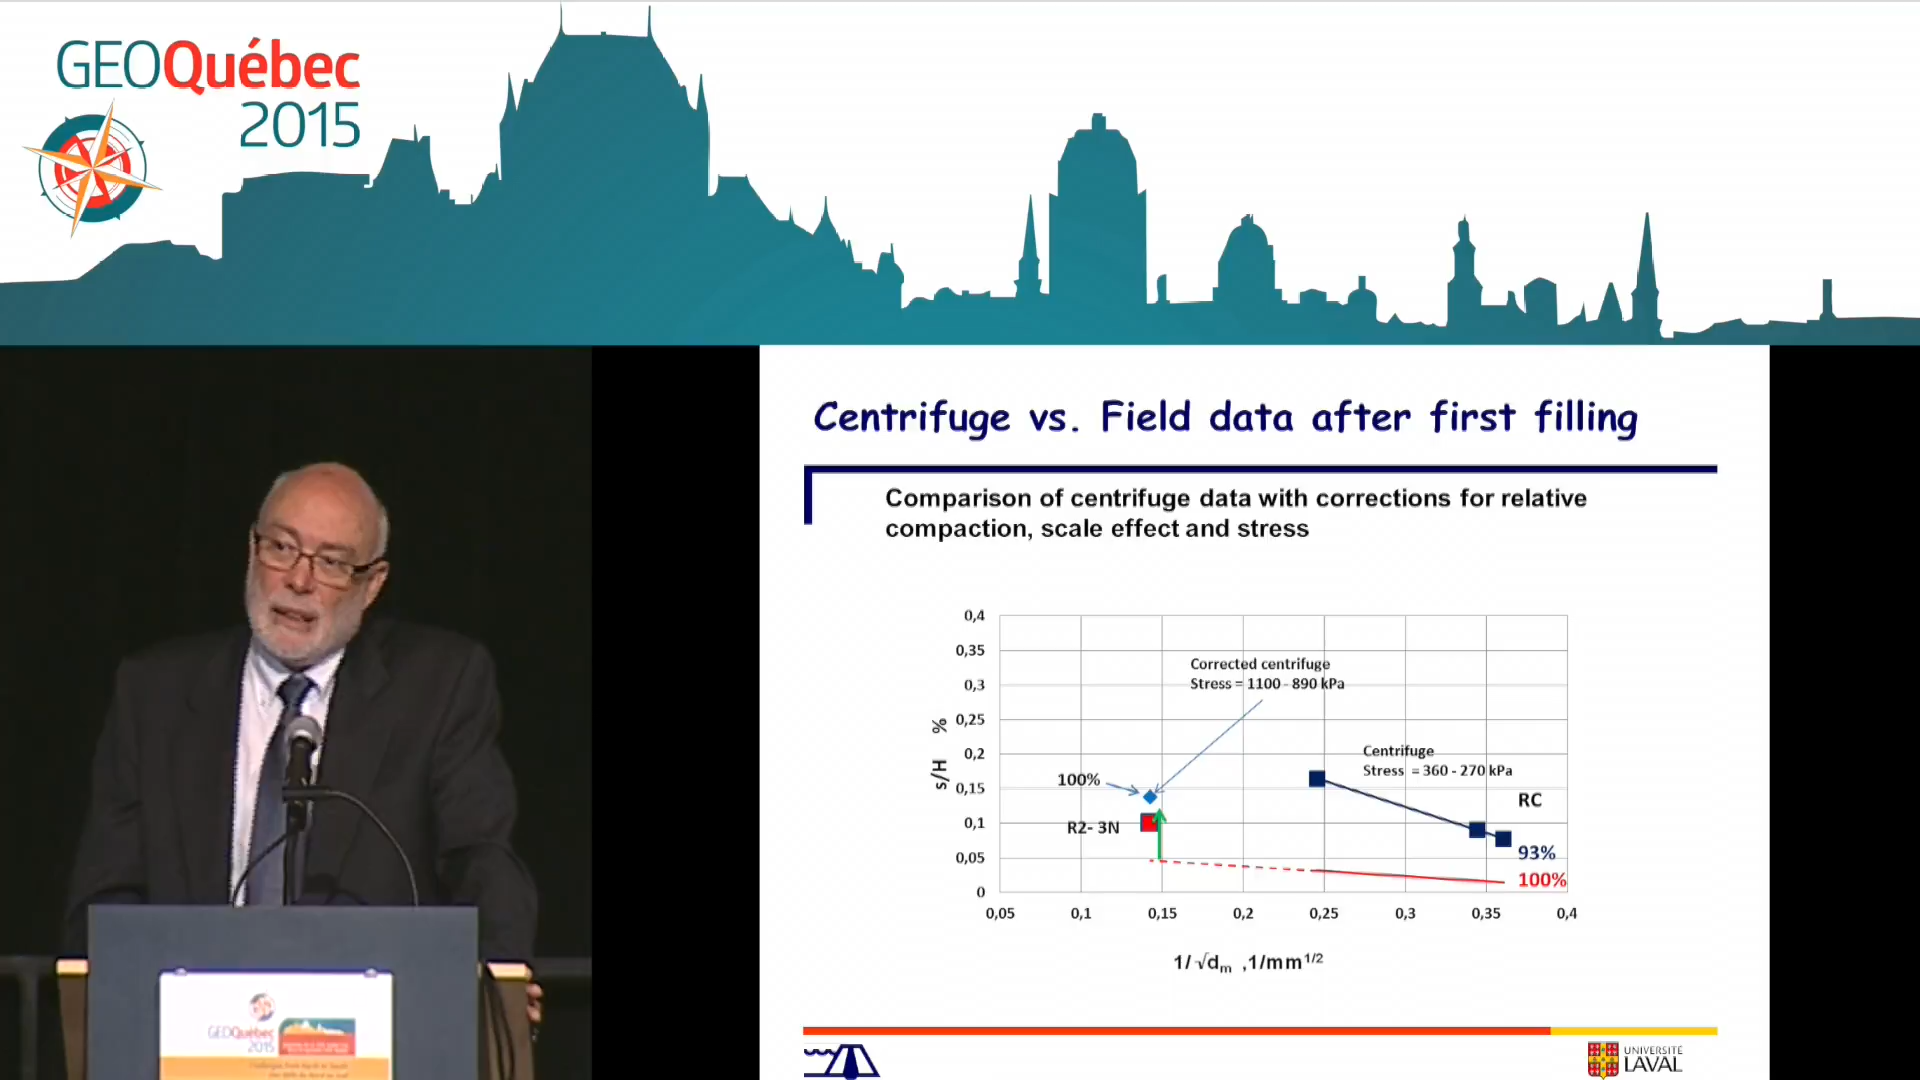 GEOQuébec
2015
Centrifuge vs. Field data after first filling
Comparison of centrifuge data with corrections for relative
compaction, scale effect and stress
0,4
0,35
0,3
0,25
0,2
0,15
0,1
0,05
0
s/H %
Corrected centrifuge
Stress = 1100 - 890 kPa
Centrifuge
Stress = 360 - 270 kPa
100%
R2- 3N
RC
93%
100%
0,05 0,1 0,15 0,2 0,25 0,3 0,35 0,4
1/ √dm ,1/mm1/2
UNIVERSITÉ
LAVAL
GEOQuébec
2015